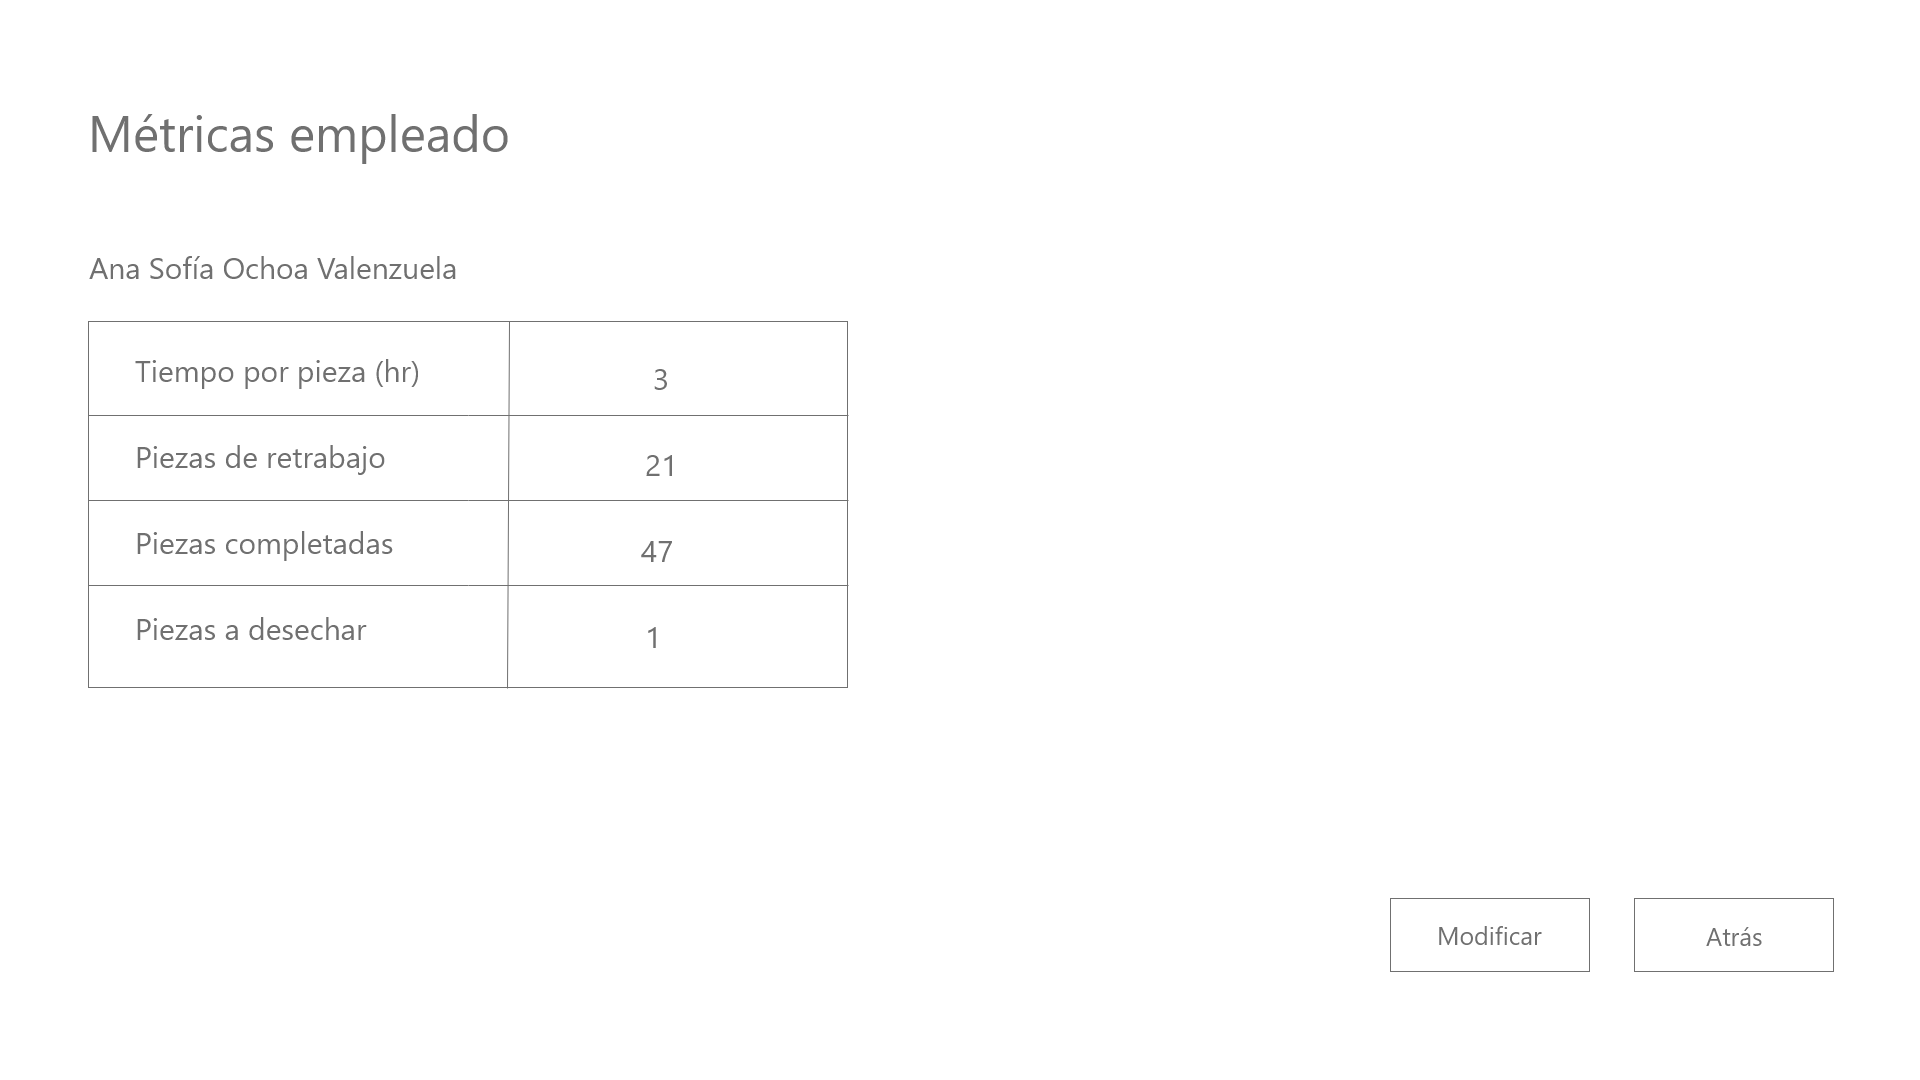 Métricas empleado
Ana Sofía Ochoa Valenzuela
Tiempo por pieza (hr) 3
Piezas de retrabajo 21
Piezas completadas 47
Piezas a desechar 1
Modificar Atrás